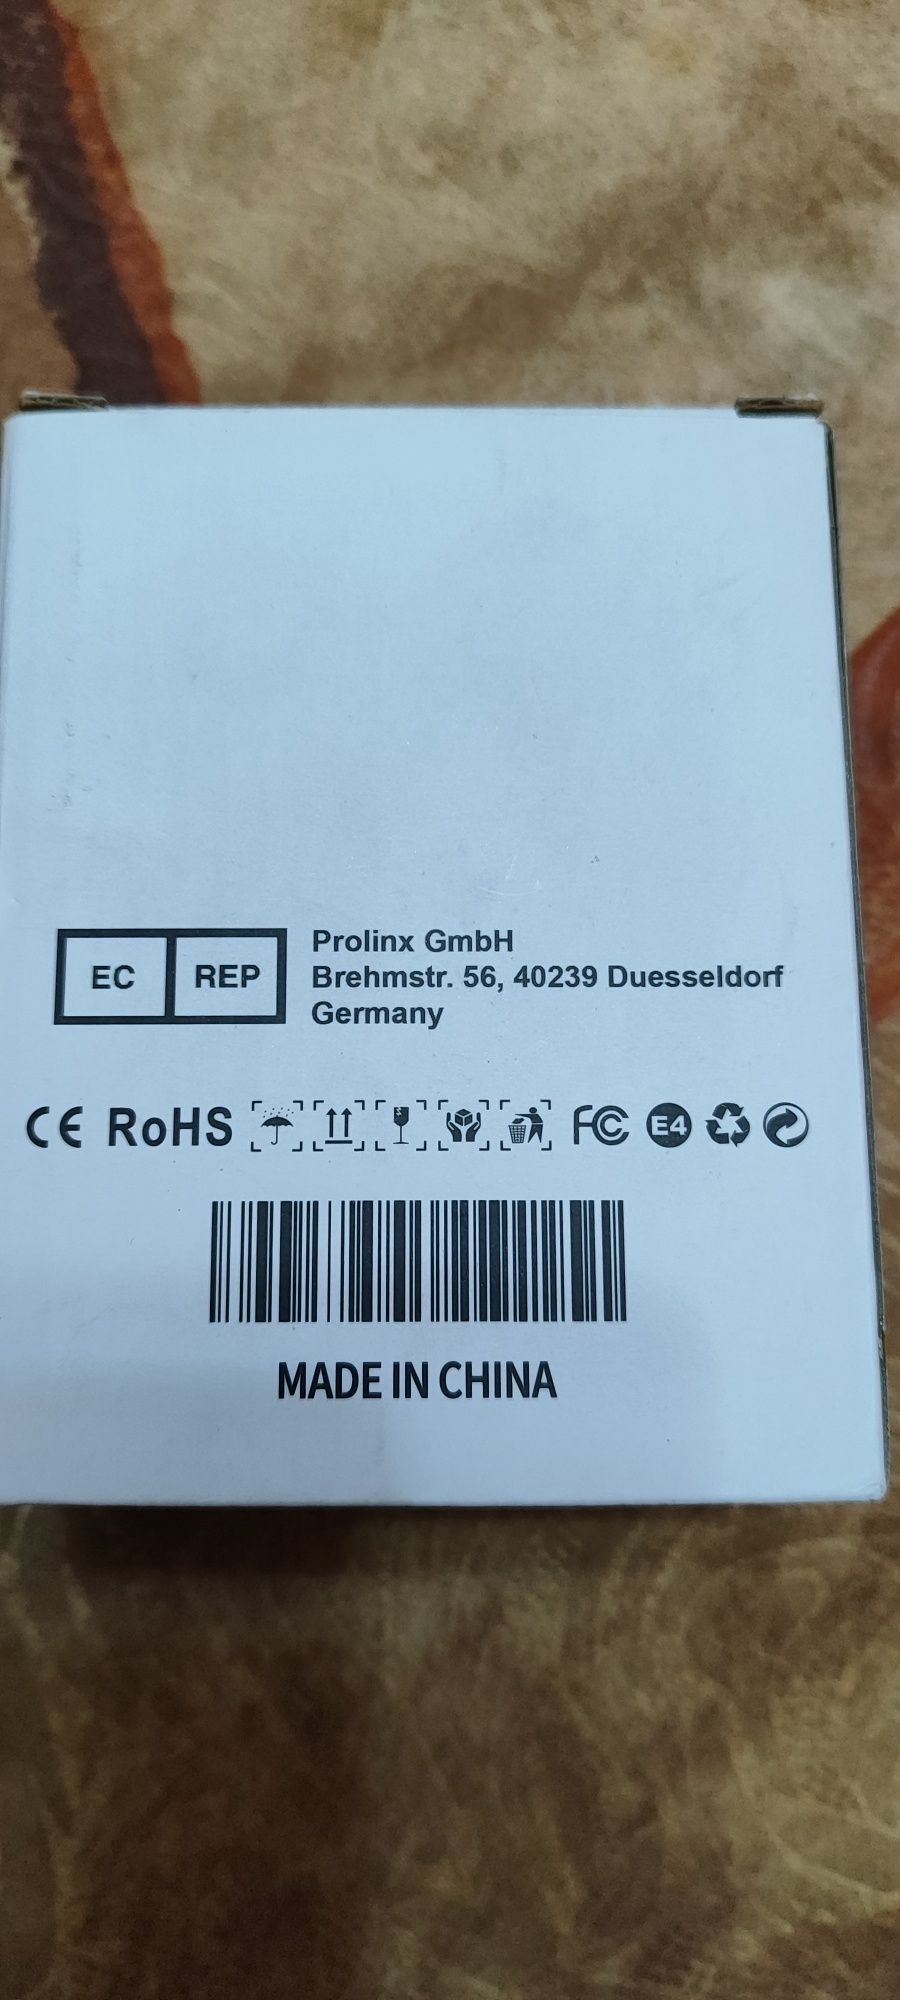 EC REP
Prolinx GmbH
Brehmstr. 56, 40239 Duesseldorf
Germany
CE RoHS FC E4
MADE IN CHINA